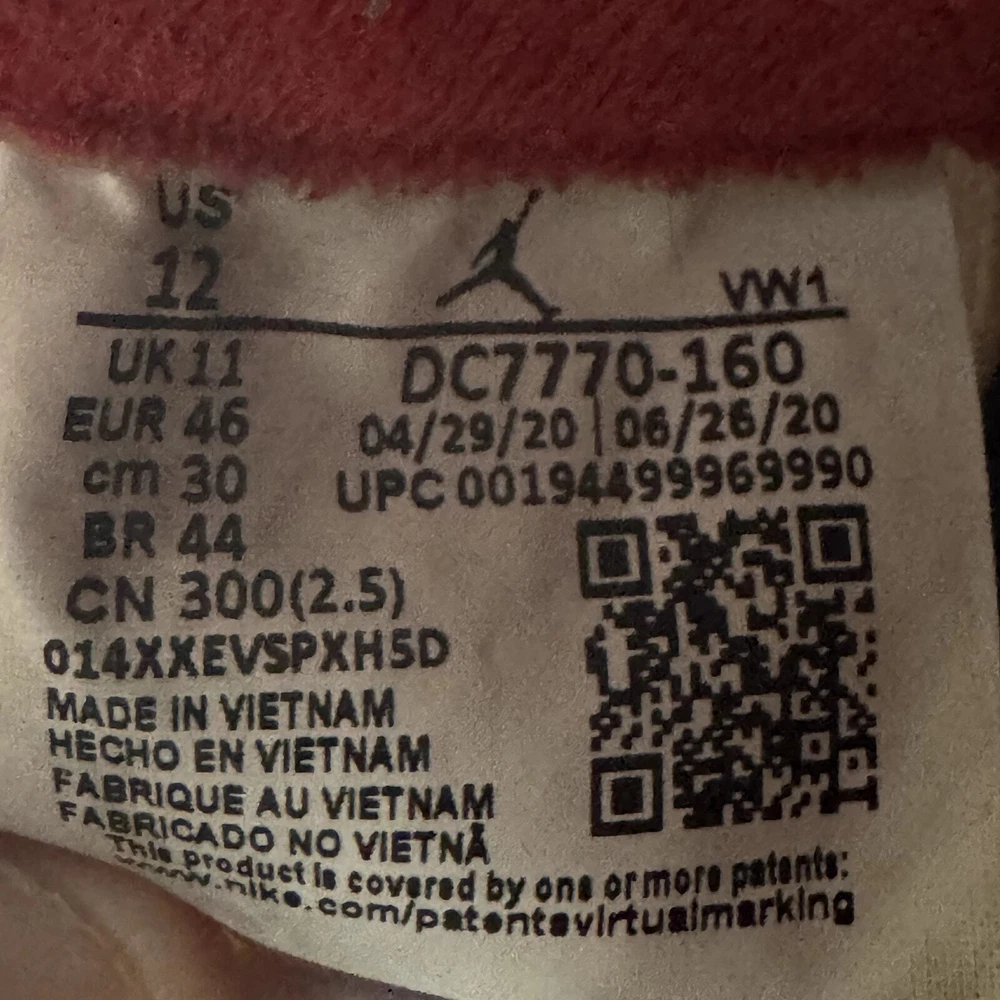 US
12
VW1
UK 11
DC7770-160
EUR 46
04/29/20 | 06/26/20
cm 30
UPC 00194499969990
BR 44
CN 300(2.5)
014XXEVSPXH5D
MADE IN VIETNAM
HECHO EN VIETNAM
FABRIQUE AU VIETNAM
FABRICADO NO VIETNÃ
This product is covered by one or more patents:
www.nike.com/patentsvirtualmarking